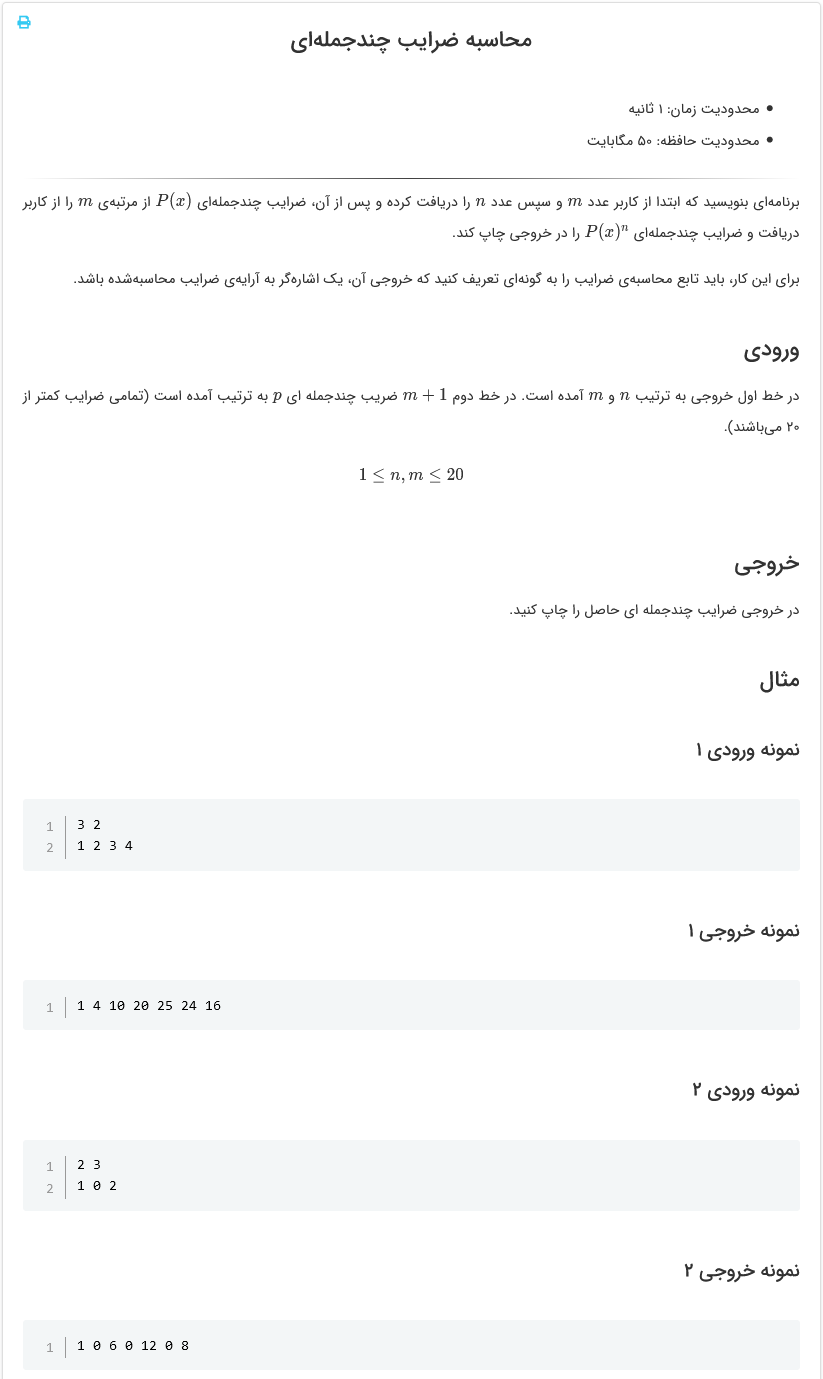 محاسبه ضرایب چندجمله‌ای
محدودیت زمان: ۱ ثانیه
محدودیت حافظه: ۵۰ مگابایت
برنامه‌ای بنویسید که ابتدا از کاربر عدد m و سپس عدد n را دریافت کرده و پس از آن، ضرایب چندجمله‌ای P(x) از مرتبه‌ی m را از کاربر
دریافت و ضرایب چندجمله‌ای P(x)ⁿ را در خروجی چاپ کند.
برای این کار، باید تابع محاسبه‌ی ضرایب را به گونه‌ای تعریف کنید که خروجی آن، یک اشاره‌گر به آرایه‌ی ضرایب محاسبه‌شده باشد.
ورودی
در خط اول خروجی به ترتیب n و m آمده است. در خط دوم m + 1 ضریب چندجمله ای p به ترتیب آمده است (تمامی ضرایب کمتر از
۲۰ می‌باشند).
1 ≤ n, m ≤ 20
خروجی
در خروجی ضرایب چندجمله ای حاصل را چاپ کنید.
مثال
نمونه ورودی ۱
1 3 2
2 1 2 3 4
نمونه خروجی ۱
1 1 4 10 20 25 24 16
نمونه ورودی ۲
1 2 3
2 1 0 2
نمونه خروجی ۲
1 1 0 6 0 12 0 8